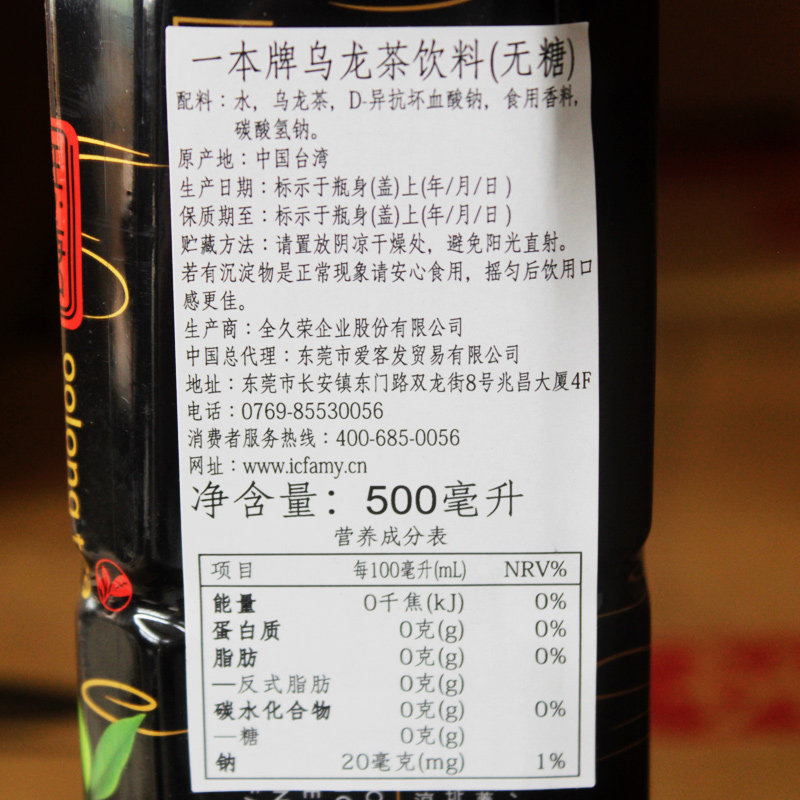 一本牌乌龙茶饮料(无糖)
配料：水，乌龙茶，D-异抗坏血酸钠，食用香料，
碳酸氢钠。
原产地：中国台湾
生产日期：标示于瓶身(盖)上(年/月/日)
保质期至：标示于瓶身(盖)上(年/月/日)
贮藏方法：请置放阴凉干燥处，避免阳光直射。
若有沉淀物是正常现象请安心食用，摇匀后饮用口
感更佳。
生产商：全久荣企业股份有限公司
中国总代理：东莞市爱客发贸易有限公司
地址：东莞市长安镇东门路双龙街8号兆昌大厦4F
电话：0769-85530056
消费者服务热线：400-685-0056
网址：www.icfamy.cn
净含量：500毫升
营养成分表
项目 每100毫升(mL) NRV%
能量 0千焦(kJ) 0%
蛋白质 0克(g) 0%
脂肪 0克(g) 0%
—反式脂肪 0克(g)
碳水化合物 0克(g) 0%
—糖 0克(g)
钠 20毫克(mg) 1%
oolong